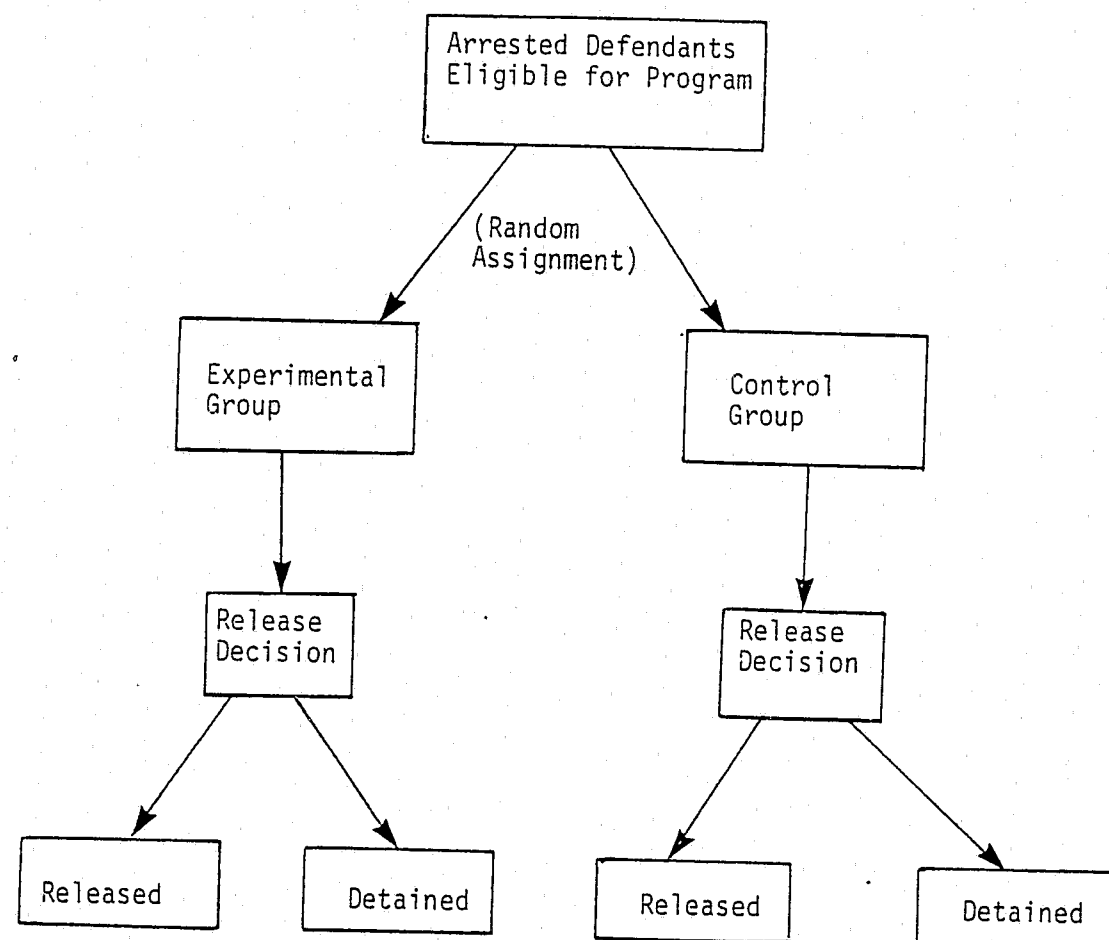 Arrested Defendants
Eligible for Program
(Random
Assignment)
Experimental
Group
Control
Group
Release
Decision
Release
Decision
Released
Detained
Released
Detained